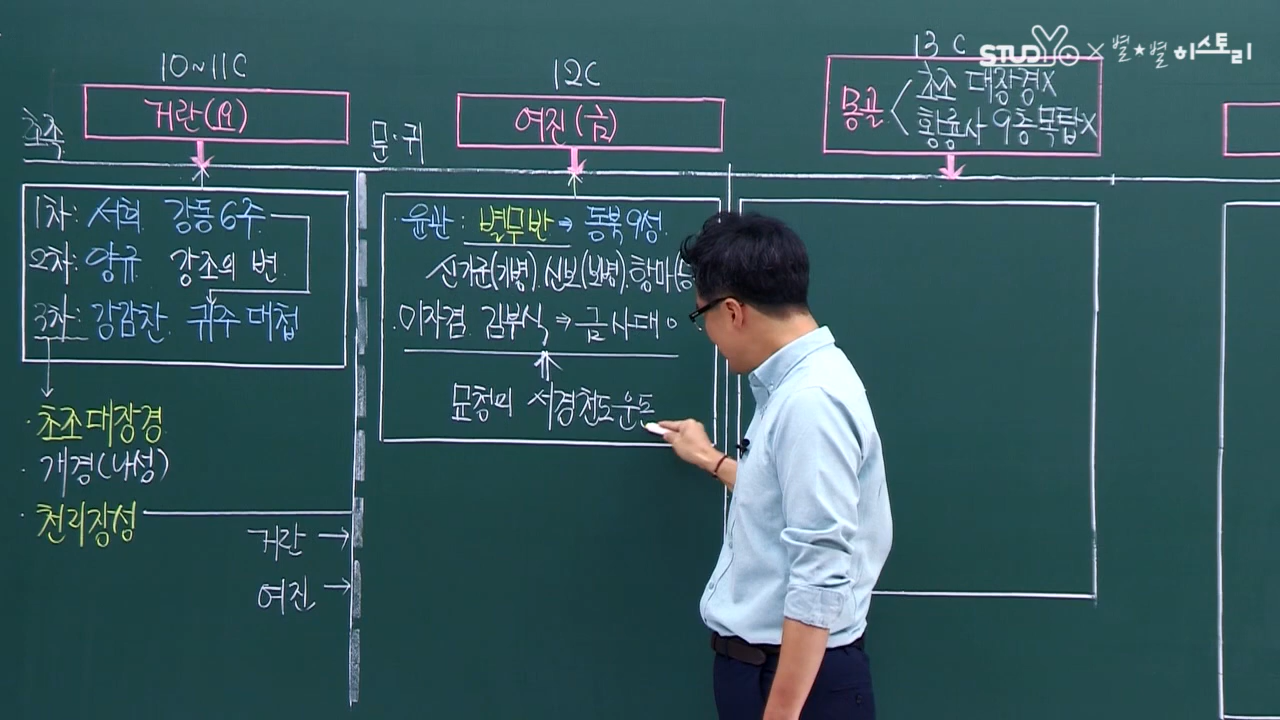 STUDYo × 별★별 히스토리
10~11C
거란(요)
호족
1차: 서희 강동6주
2차: 양규 강조의 변
3차: 강감찬 귀주대첩
· 초조대장경
· 개경(나성)
· 천리장성
거란 →
여진 →
12C
여진(금)
문·귀
· 윤관: 별무반 → 동북9성
신기군(기병). 신보(보병). 항마(승
· 이자겸. 김부식 → 금사대 o
묘청의 서경천도운동
13C
몽골
초조 대장경X
황룡사 9층목탑X